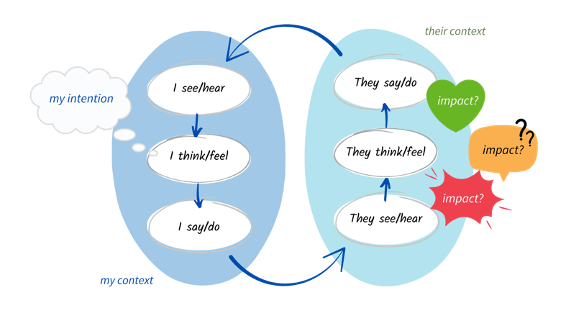 their context
my intention
I see/hear
I think/feel
I say/do
my context
They say/do
They think/feel
They see/hear
impact?
??
impact?
impact?